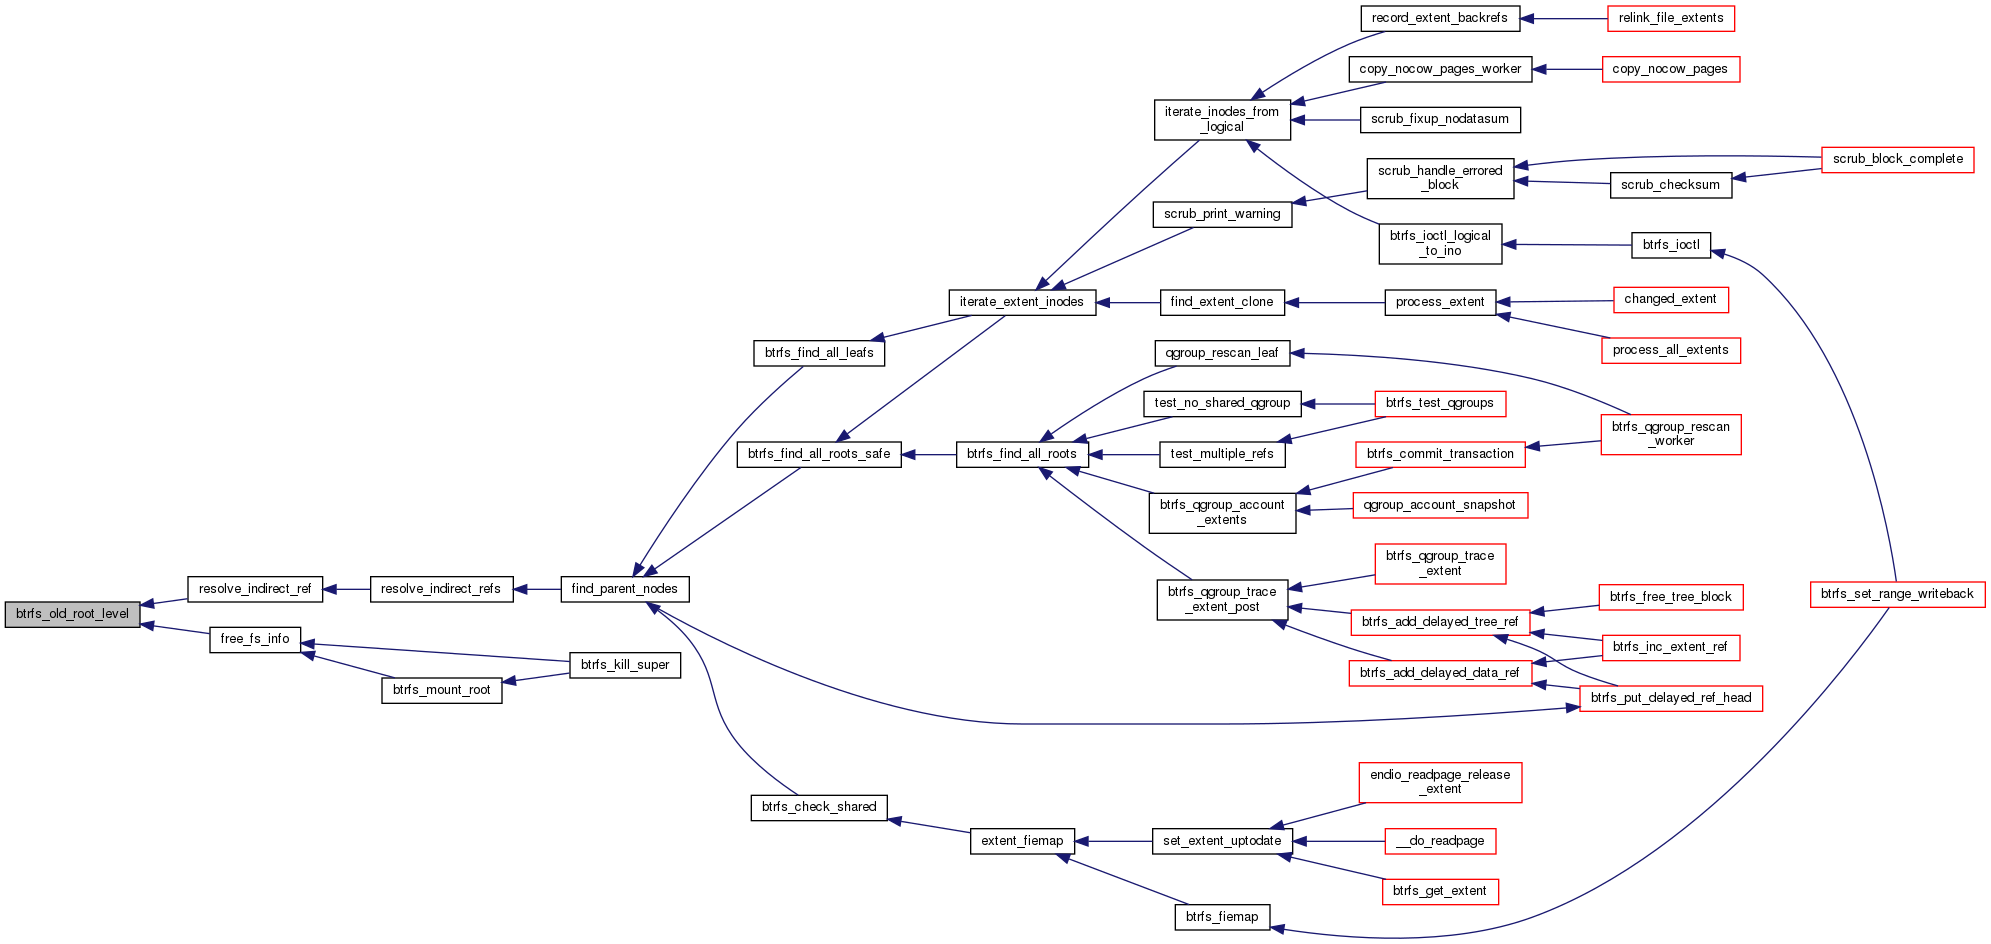 record_extent_backrefs
relink_file_extents
copy_nocow_pages_worker
copy_nocow_pages
iterate_inodes_from
_logical
scrub_fixup_nodatasum
scrub_handle_errored
_block
scrub_block_complete
scrub_checksum
scrub_print_warning
btrfs_ioctl_logical
_to_ino
btrfs_ioctl
iterate_extent_inodes
find_extent_clone
process_extent
changed_extent
btrfs_find_all_leafs
qgroup_rescan_leaf
process_all_extents
test_no_shared_qgroup
btrfs_test_qgroups
btrfs_qgroup_rescan
_worker
btrfs_find_all_roots_safe
btrfs_find_all_roots
test_multiple_refs
btrfs_commit_transaction
btrfs_qgroup_account
_extents
qgroup_account_snapshot
btrfs_qgroup_trace
_extent
resolve_indirect_ref
resolve_indirect_refs
find_parent_nodes
btrfs_qgroup_trace
_extent_post
btrfs_free_tree_block
btrfs_set_range_writeback
btrfs_old_root_level
btrfs_add_delayed_tree_ref
free_fs_info
btrfs_inc_extent_ref
btrfs_kill_super
btrfs_add_delayed_data_ref
btrfs_mount_root
btrfs_put_delayed_ref_head
endio_readpage_release
_extent
btrfs_check_shared
extent_fiemap
set_extent_uptodate
__do_readpage
btrfs_get_extent
btrfs_fiemap